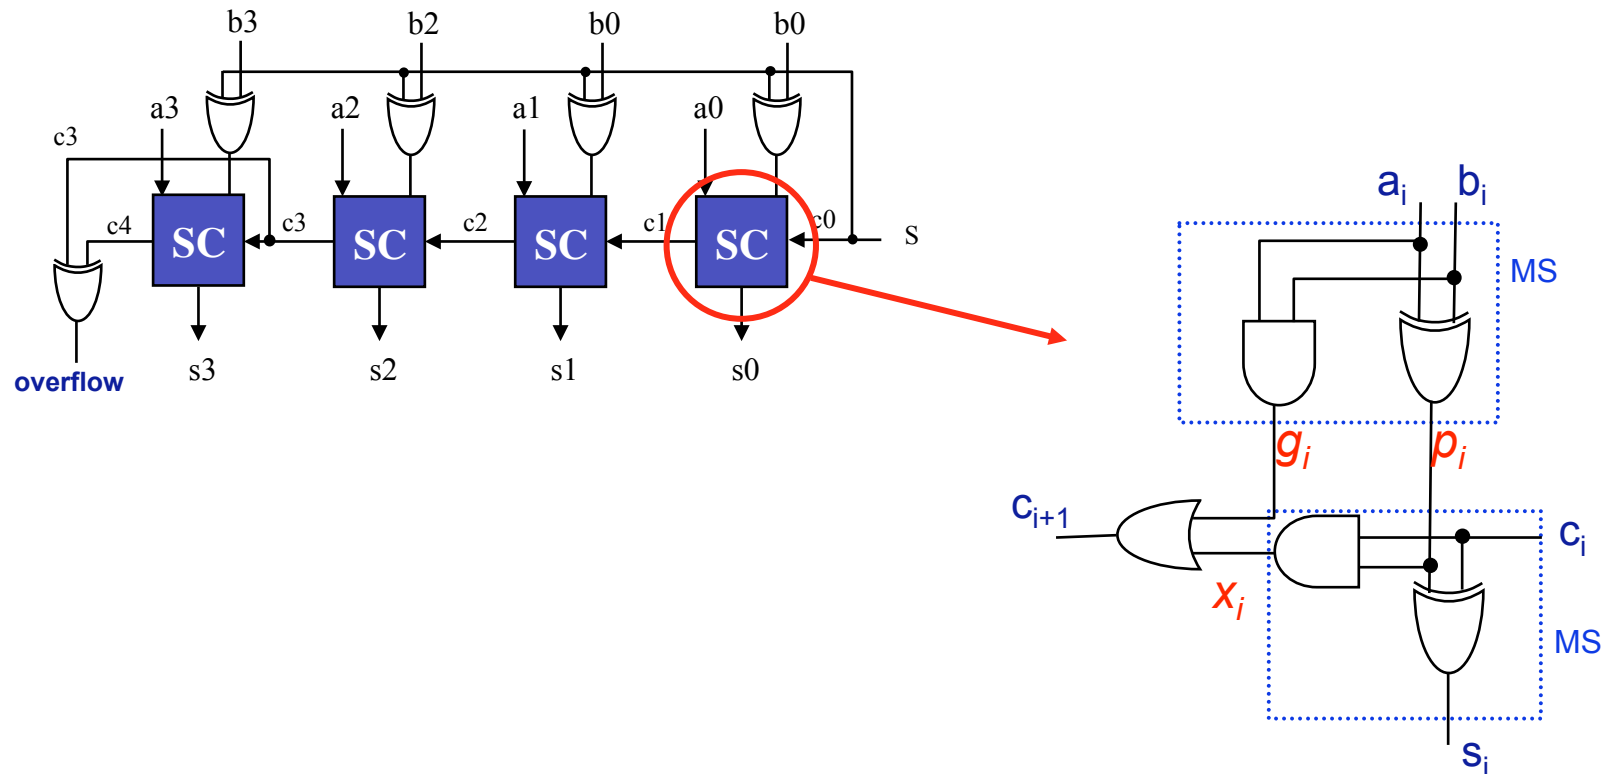 b3 b2 b0 b0
a3 a2 a1 a0
c3
c4 SC c3 SC c2 SC c1 SC c0 S
s3 s2 s1 s0
overflow
aᵢ bᵢ
MS
gᵢ pᵢ
cᵢ₊₁ cᵢ
xᵢ
MS
sᵢ